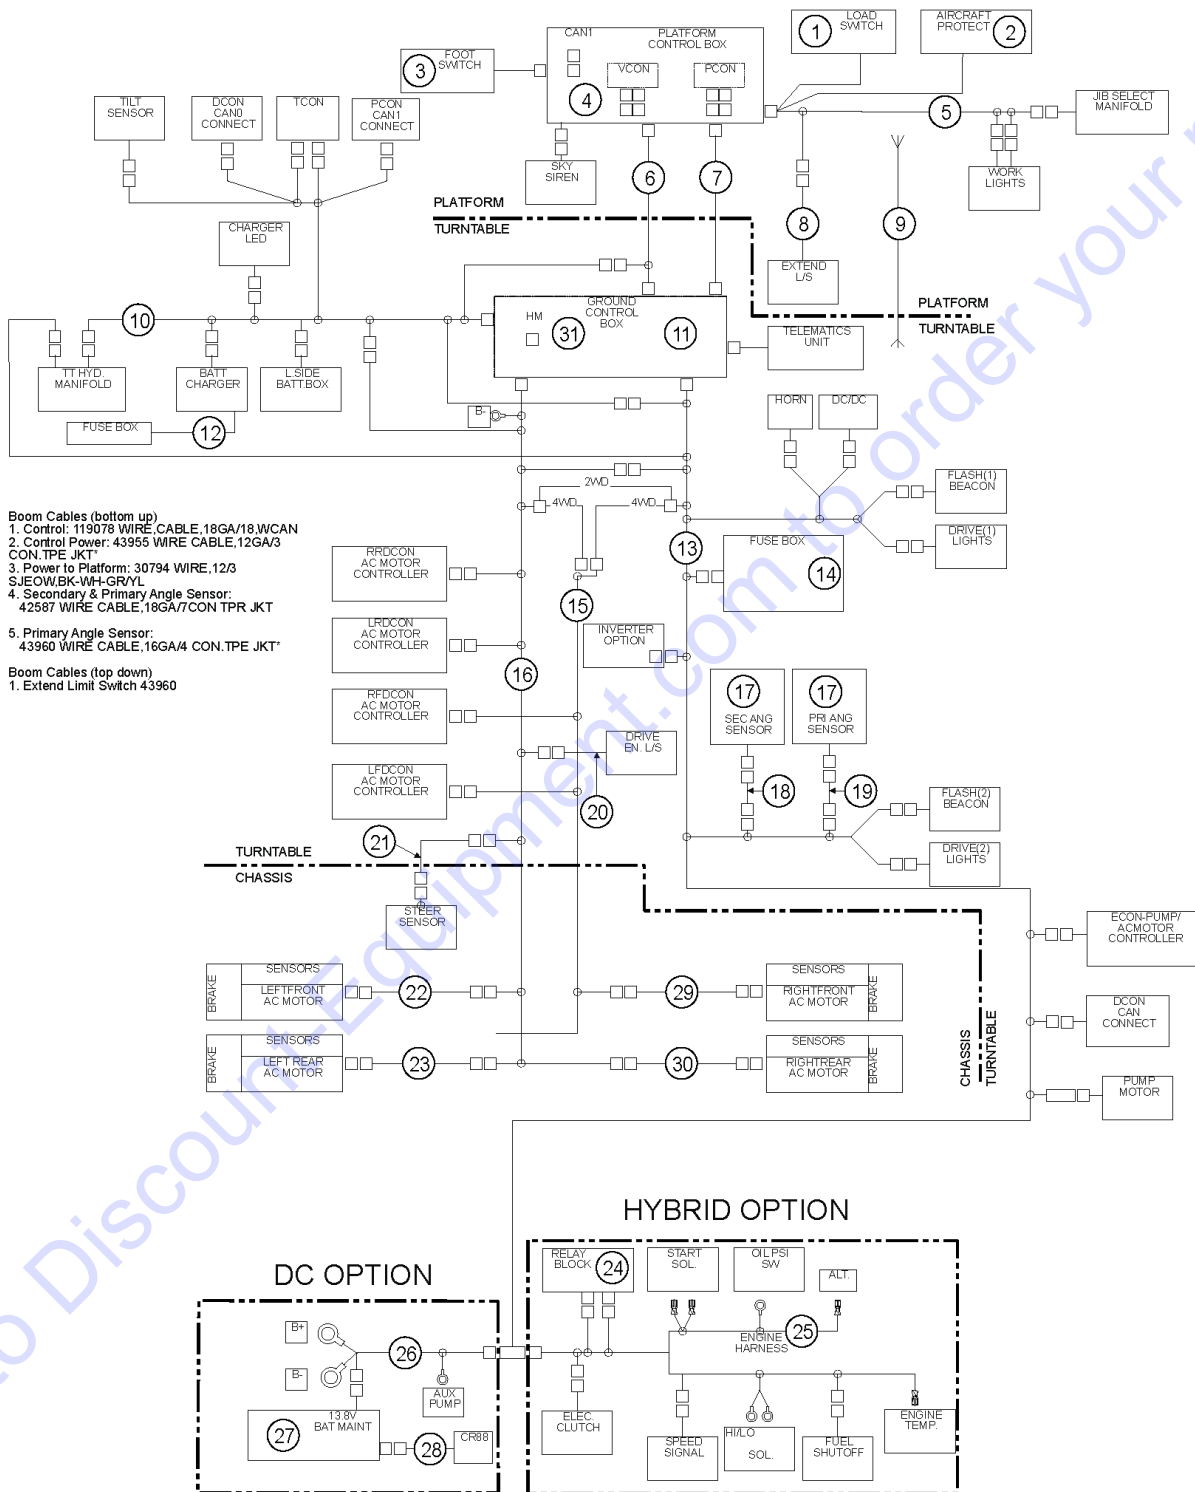 LOAD
SWITCH
1
AIRCRAFT
PROTECT
2
CAN1
PLATFORM
CONTROL BOX
FOOT
SWITCH
3
VCON
PCON
4
TILT
SENSOR
DCON
CAN0
CONNECT
TCON
PCON
CAN1
CONNECT
JIB SELECT
MANIFOLD
5
SKY
SIREN
6
7
WORK
LIGHTS
PLATFORM
TURNTABLE
8
9
CHARGER
LED
EXTEND
L/S
PLATFORM
TURNTABLE
10
GROUND
CONTROL
BOX
HM
31
11
TELEMATICS
UNIT
TT HYD.
MANIFOLD
BATT
CHARGER
L.SIDE
BATT.BOX
FUSE BOX
12
B-
HORN
DC/DC
2WD
4WD
4WD
FLASH(1)
BEACON
DRIVE(1)
LIGHTS
Boom Cables (bottom up)
1. Control: 119078 WIRE,CABLE,18GA/18,WCAN
2. Control Power: 43955 WIRE CABLE,12GA/3
CON.TPE JKT*
3. Power to Platform: 30794 WIRE,12/3
SJEOW,BK-WH-GR/YL
4. Secondary & Primary Angle Sensor:
42587 WIRE CABLE,18GA/7CON TPR JKT
5. Primary Angle Sensor:
43960 WIRE CABLE,16GA/4 CON.TPE JKT*
Boom Cables (top down)
1. Extend Limit Switch 43960
13
FUSE BOX
14
RRDCON
AC MOTOR
CONTROLLER
15
LRDCON
AC MOTOR
CONTROLLER
INVERTER
OPTION
16
RFDCON
AC MOTOR
CONTROLLER
17
SEC ANG
SENSOR
17
PRI ANG
SENSOR
DRIVE
EN. L/S
LFDCON
AC MOTOR
CONTROLLER
18
19
20
FLASH(2)
BEACON
21
DRIVE(2)
LIGHTS
TURNTABLE
CHASSIS
STEER
SENSOR
ECON-PUMP/
ACMOTOR
CONTROLLER
BRAKE
SENSORS
LEFTFRONT
AC MOTOR
22
29
SENSORS
RIGHTFRONT
AC MOTOR
BRAKE
DCON
CAN
CONNECT
BRAKE
SENSORS
LEFT REAR
AC MOTOR
23
30
SENSORS
RIGHTREAR
AC MOTOR
BRAKE
CHASSIS
TURNTABLE
PUMP
MOTOR
HYBRID OPTION
DC OPTION
RELAY
BLOCK
24
START
SOL.
OIL PSI
SW
ALT.
B+
B-
26
25
ENGINE
HARNESS
AUX
PUMP
13.8V
BAT MAINT
27
28
CR88
ELEC.
CLUTCH
SPEED
SIGNAL
HI/LO
SOL.
FUEL
SHUTOFF
ENGINE
TEMP.
to Discount-Equipment.com to order your